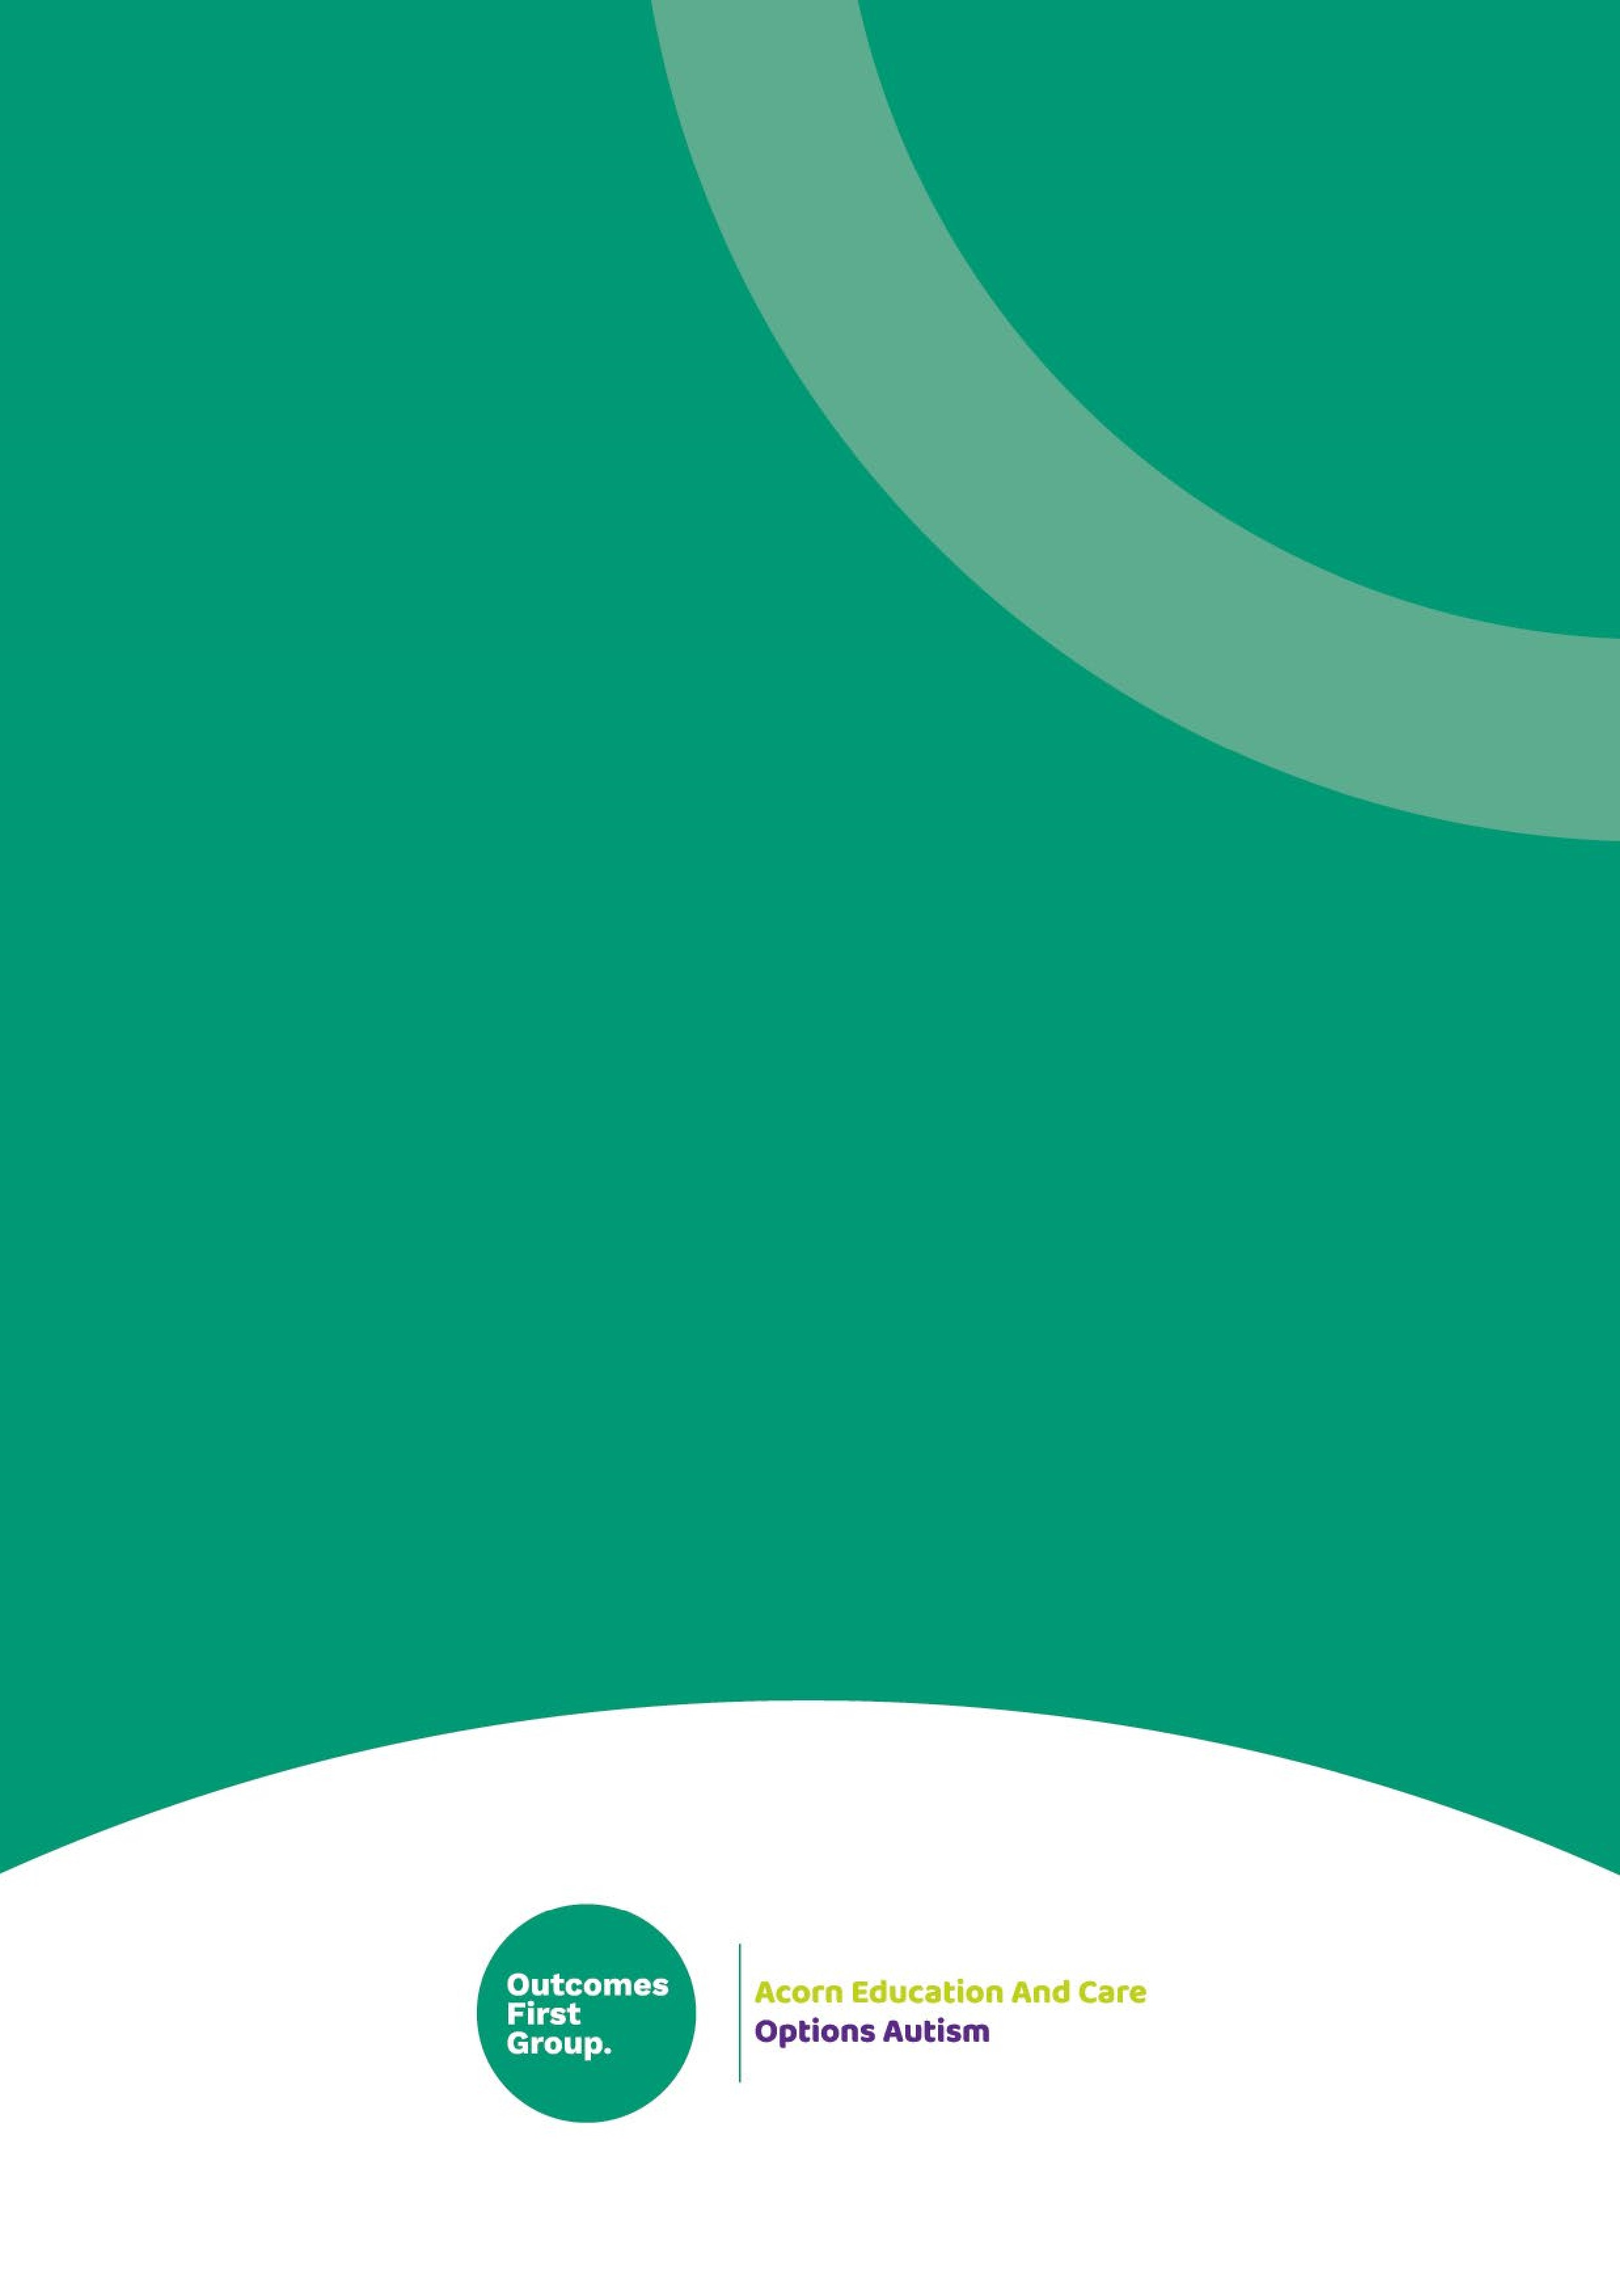 Outcomes
First
Group.
Acorn Education And Care
Options Autism